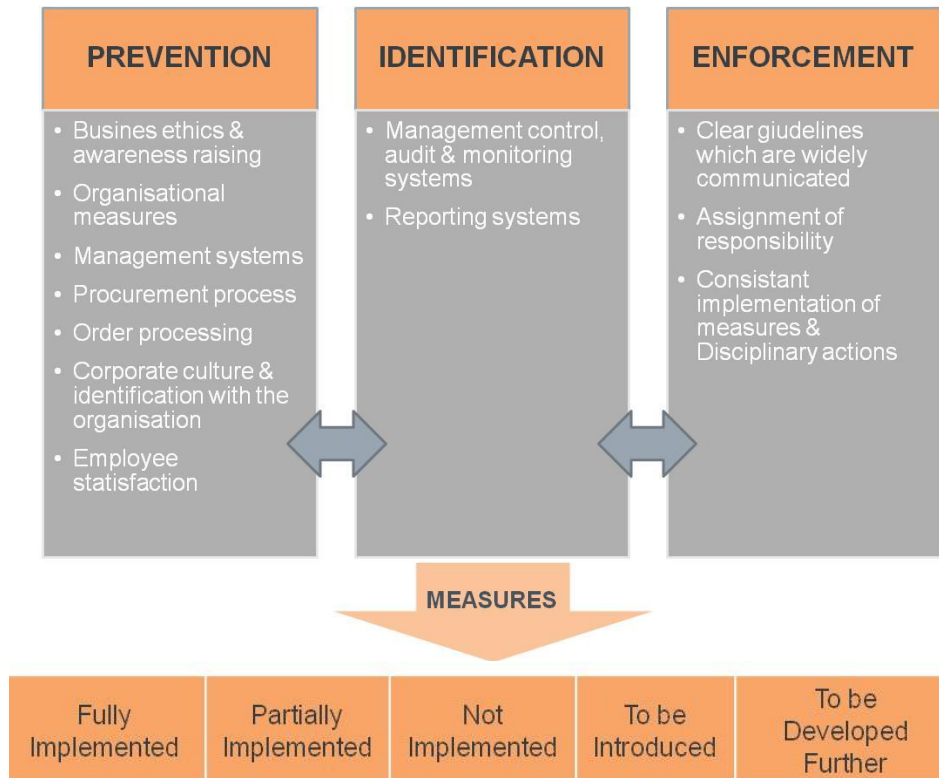 PREVENTION
• Busines ethics &
awareness raising
• Organisational
measures
• Management systems
• Procurement process
• Order processing
• Corporate culture &
identification with the
organisation
• Employee
statisfaction
IDENTIFICATION
• Management control,
audit & monitoring
systems
• Reporting systems
ENFORCEMENT
• Clear giudelines
which are widely
communicated
• Assignment of
responsibility
• Consistant
implementation of
measures &
Disciplinary actions
MEASURES
Fully
Implemented
Partially
Implemented
Not
Implemented
To be
Introduced
To be
Developed
Further